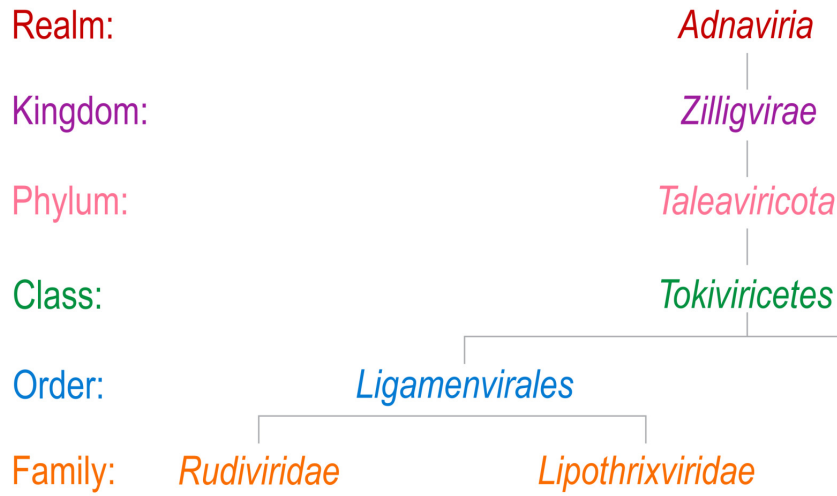 Realm: Adnaviria
Kingdom: Zilligvirae
Phylum: Taleaviricota
Class: Tokiviricetes
Order: Ligamenvirales
Family: Rudiviridae Lipothrixviridae